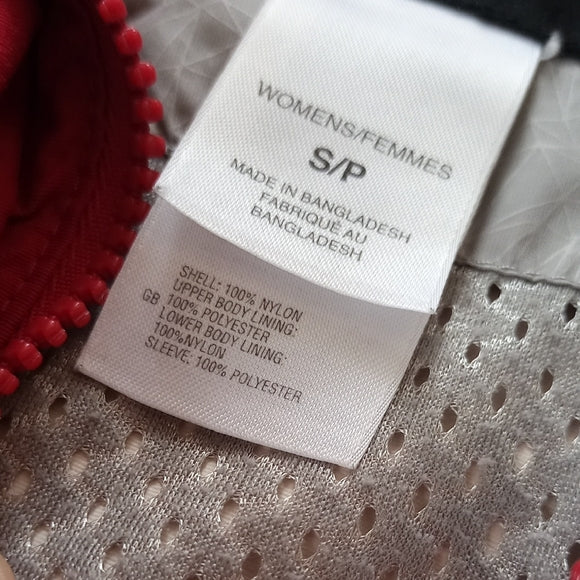 WOMENS/FEMMES
S/P
MADE IN BANGLADESH
FABRIQUÉ AU
BANGLADESH
SHELL: 100% NYLON
UPPER BODY LINING:
GB 100% POLYESTER
LOWER BODY LINING:
100%NYLON
SLEEVE: 100% POLYESTER